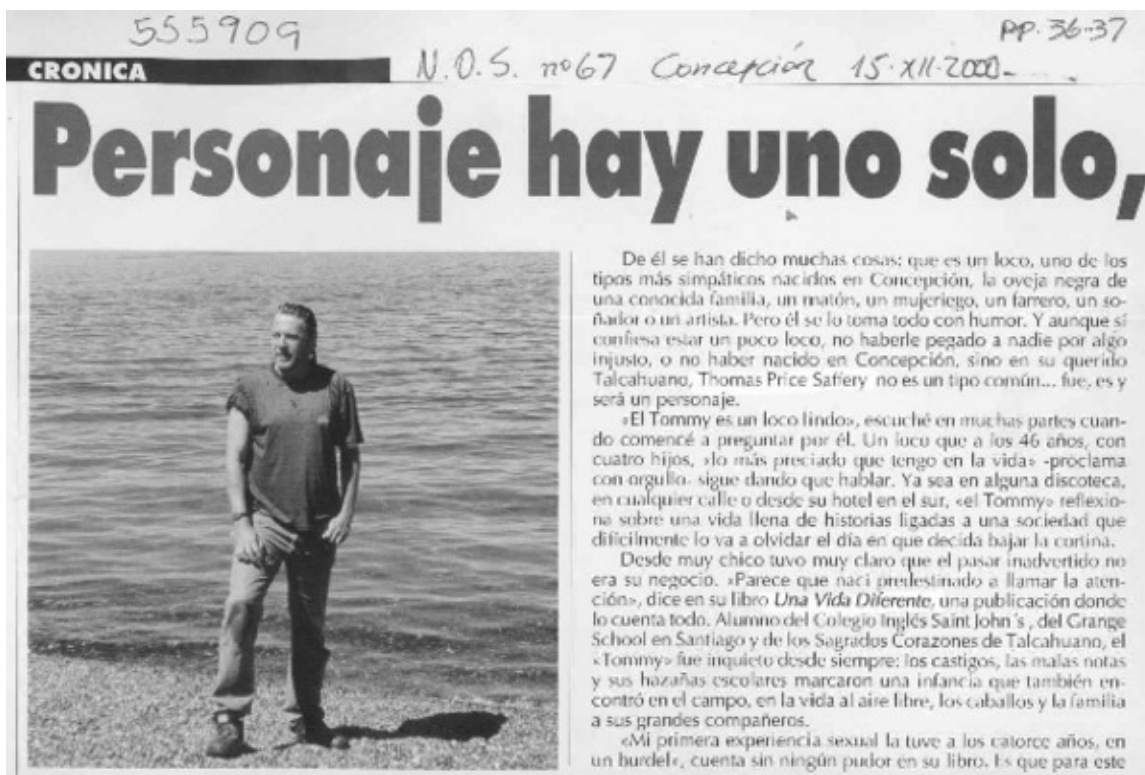 555909
pp. 36-37
CRONICA
N.O.S. nº67 Concepción 15-XII-2000-
Personaje hay uno solo,
De él se han dicho muchas cosas: que es un loco, uno de los
tipos más simpáticos nacidos en Concepción, la oveja negra de
una conocida familia, un matón, un mujeriego, un farrero, un so-
ñador o un artista. Pero él se lo toma todo con humor. Y aunque sí
confiesa estar un poco loco, no haberle pegado a nadie por algo
injusto, o no haber nacido en Concepción, sino en su querido
Talcahuano, Thomas Price Saffery no es un tipo común... fue, es y
será un personaje.
«El Tommy es un loco lindo», escuché en muchas partes cuan-
do comencé a preguntar por él. Un loco que a los 46 años, con
cuatro hijos, «lo más preciado que tengo en la vida» -proclama
con orgullo- sigue dando que hablar. Ya sea en alguna discoteca,
en cualquier calle o desde su hotel en el sur, «el Tommy» reflexio-
na sobre una vida llena de historias ligadas a una sociedad que
difícilmente lo va a olvidar el día en que decida bajar la cortina.
Desde muy chico tuvo muy claro que el pasar inadvertido no
era su negocio. «Parece que nací predestinado a llamar la aten-
ción», dice en su libro Una Vida Diferente, una publicación donde
lo cuenta todo. Alumno del Colegio Inglés Saint John´s , del Grange
School en Santiago y de los Sagrados Corazones de Talcahuano, el
«Tommy» fue inquieto desde siempre: los castigos, las malas notas
y sus hazañas escolares marcaron una infancia que también en-
contró en el campo, en la vida al aire libre, los caballos y la familia
a sus grandes compañeros.
«Mi primera experiencia sexual la tuve a los catorce años, en
un burdel«, cuenta sin ningún pudor en su libro. Es que para este